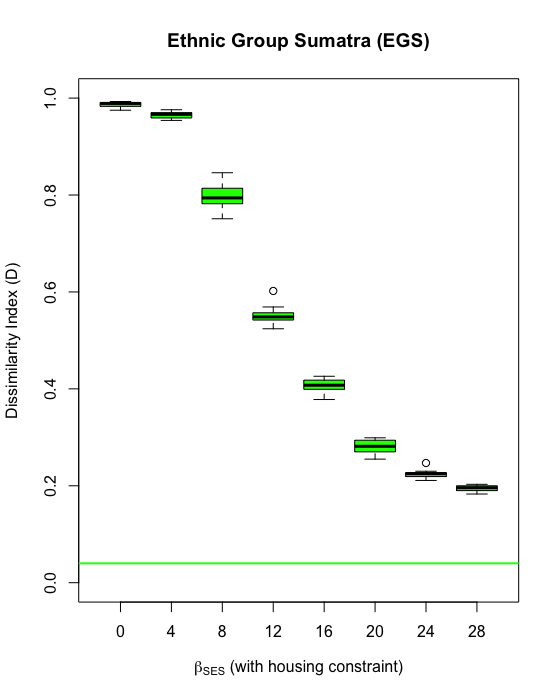 Ethnic Group Sumatra (EGS)
Dissimilarity Index (D)
1.0
0.8
0.6
0.4
0.2
0.0
0 4 8 12 16 20 24 28
βSES (with housing constraint)